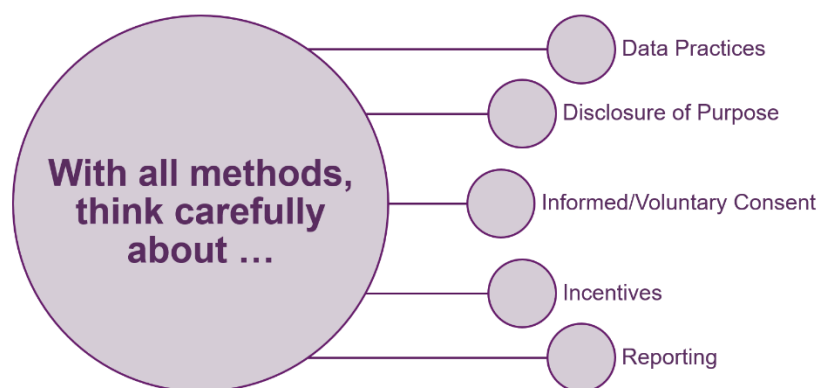 With all methods,
think carefully
about …
Data Practices
Disclosure of Purpose
Informed/Voluntary Consent
Incentives
Reporting